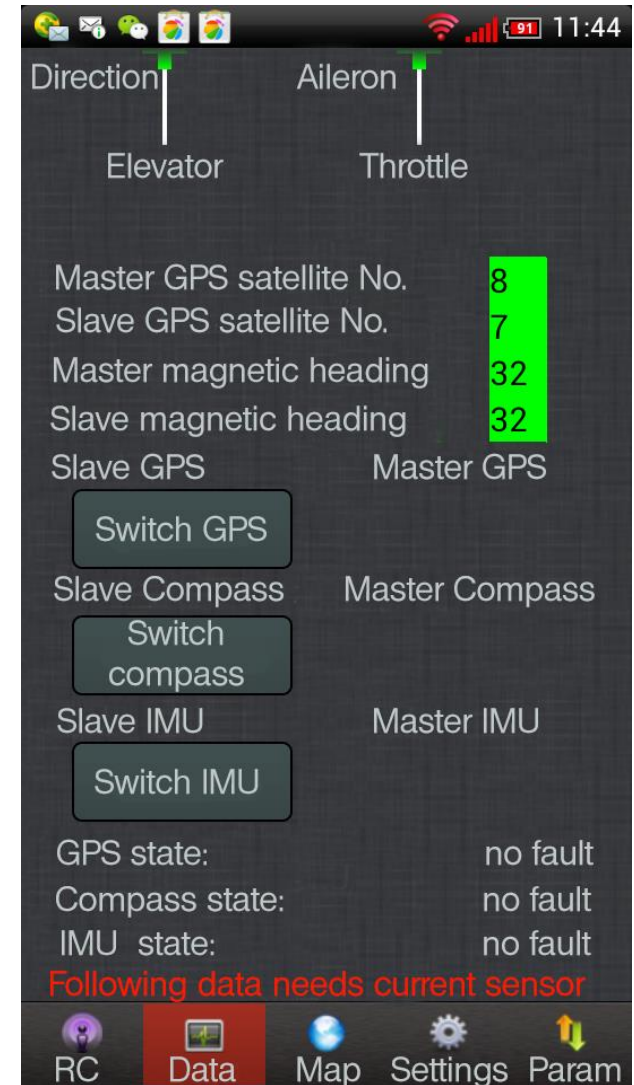 91 11:44
Direction Aileron
Elevator Throttle
Master GPS satellite No. 8
Slave GPS satellite No. 7
Master magnetic heading 32
Slave magnetic heading 32
Slave GPS Master GPS
Switch GPS
Slave Compass Master Compass
Switch
compass
Slave IMU Master IMU
Switch IMU
GPS state: no fault
Compass state: no fault
IMU state: no fault
Following data needs current sensor
RC Data Map Settings Param